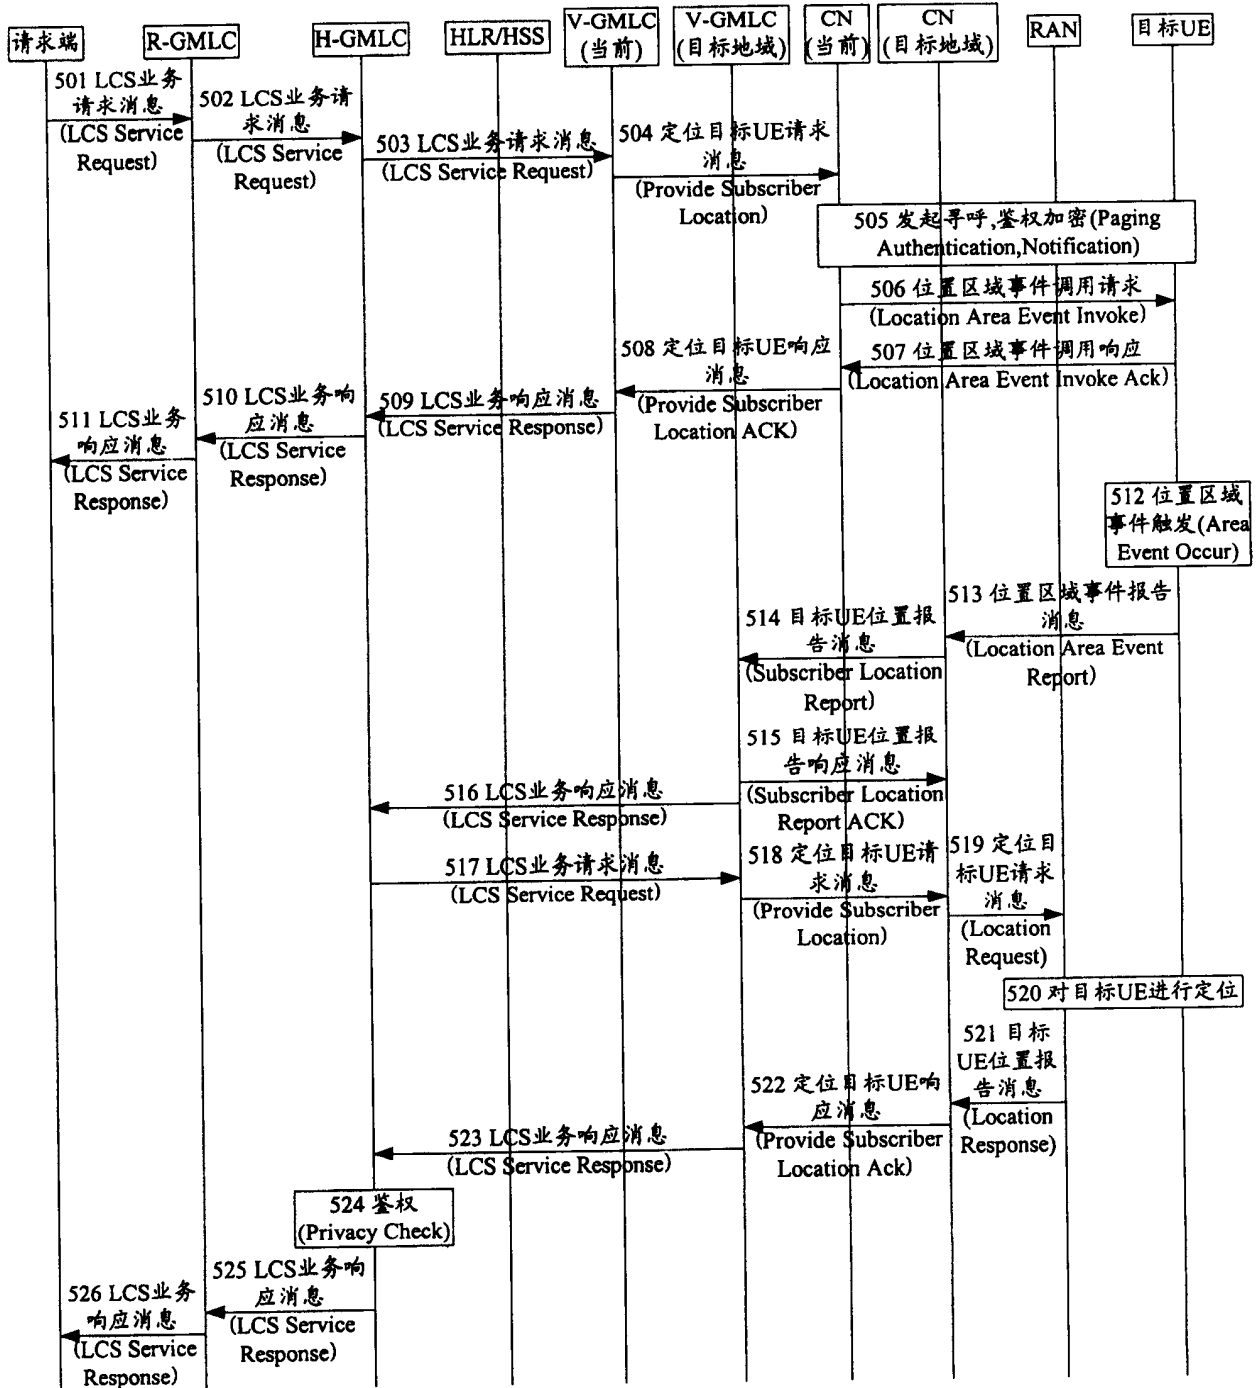 请求端
R-GMLC
H-GMLC
HLR/HSS
V-GMLC
(当前)
V-GMLC
(目标地域)
CN
(当前)
CN
(目标地域)
RAN
目标UE
501 LCS业务
请求消息
(LCS Service
Request)
502 LCS业务请
求消息
(LCS Service
Request)
503 LCS业务请求消息
(LCS Service Request)
504 定位目标UE请求
消息
(Provide Subscriber
Location)
505 发起寻呼,鉴权加密(Paging
Authentication,Notification)
506 位置区域事件调用请求
(Location Area Event Invoke)
507 位置区域事件调用响应
(Location Area Event Invoke Ack)
508 定位目标UE响应
消息
(Provide Subscriber
Location ACK)
509 LCS业务响应消息
(LCS Service Response)
510 LCS业务响
应消息
(LCS Service
Response)
511 LCS业务
响应消息
(LCS Service
Response)
512 位置区域
事件触发(Area
Event Occur)
513 位置区域事件报告
消息
(Location Area Event
Report)
514 目标UE位置报
告消息
(Subscriber Location
Report)
515 目标UE位置报
告响应消息
(Subscriber Location
Report ACK)
516 LCS业务响应消息
(LCS Service Response)
517 LCS业务请求消息
(LCS Service Request)
518 定位目标UE请
求消息
(Provide Subscriber
Location)
519 定位目
标UE请求
消息
(Location
Request)
520 对目标UE进行定位
521 目标
UE位置报
告消息
(Location
Response)
522 定位目标UE响
应消息
(Provide Subscriber
Location Ack)
523 LCS业务响应消息
(LCS Service Response)
524 鉴权
(Privacy Check)
525 LCS业务响
应消息
(LCS Service
Response)
526 LCS业务
响应消息
(LCS Service
Response)